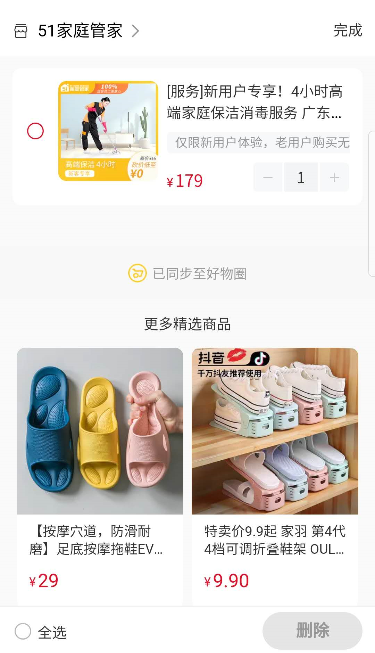 51家庭管家
完成
[服务]新用户专享！4小时高
端家庭保洁消毒服务 广东...
仅限新用户体验，老用户购买无
¥179
1
100%
高端保洁 4小时
¥0
已同步至好物圈
更多精选商品
抖音
千万抖友推荐使用
【按摩穴道，防滑耐
磨】足底按摩拖鞋EV...
¥29
特卖价9.9起 家羽 第4代
4档可调折叠鞋架 OUL...
¥9.90
全选
删除